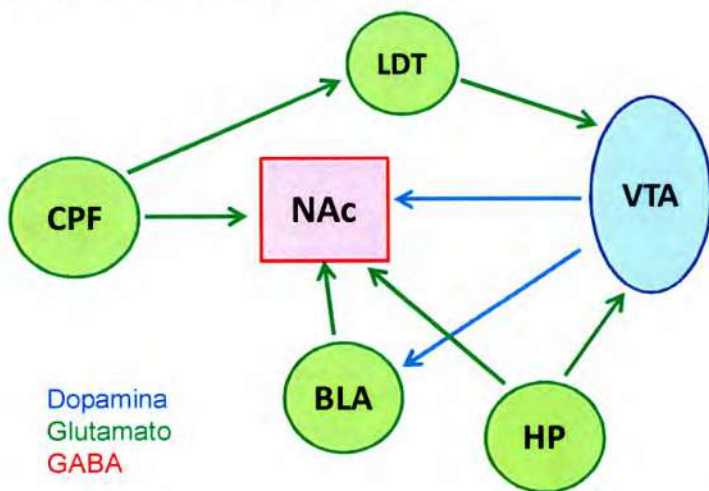 LDT
CPF
NAc
VTA
BLA
HP
Dopamina
Glutamato
GABA